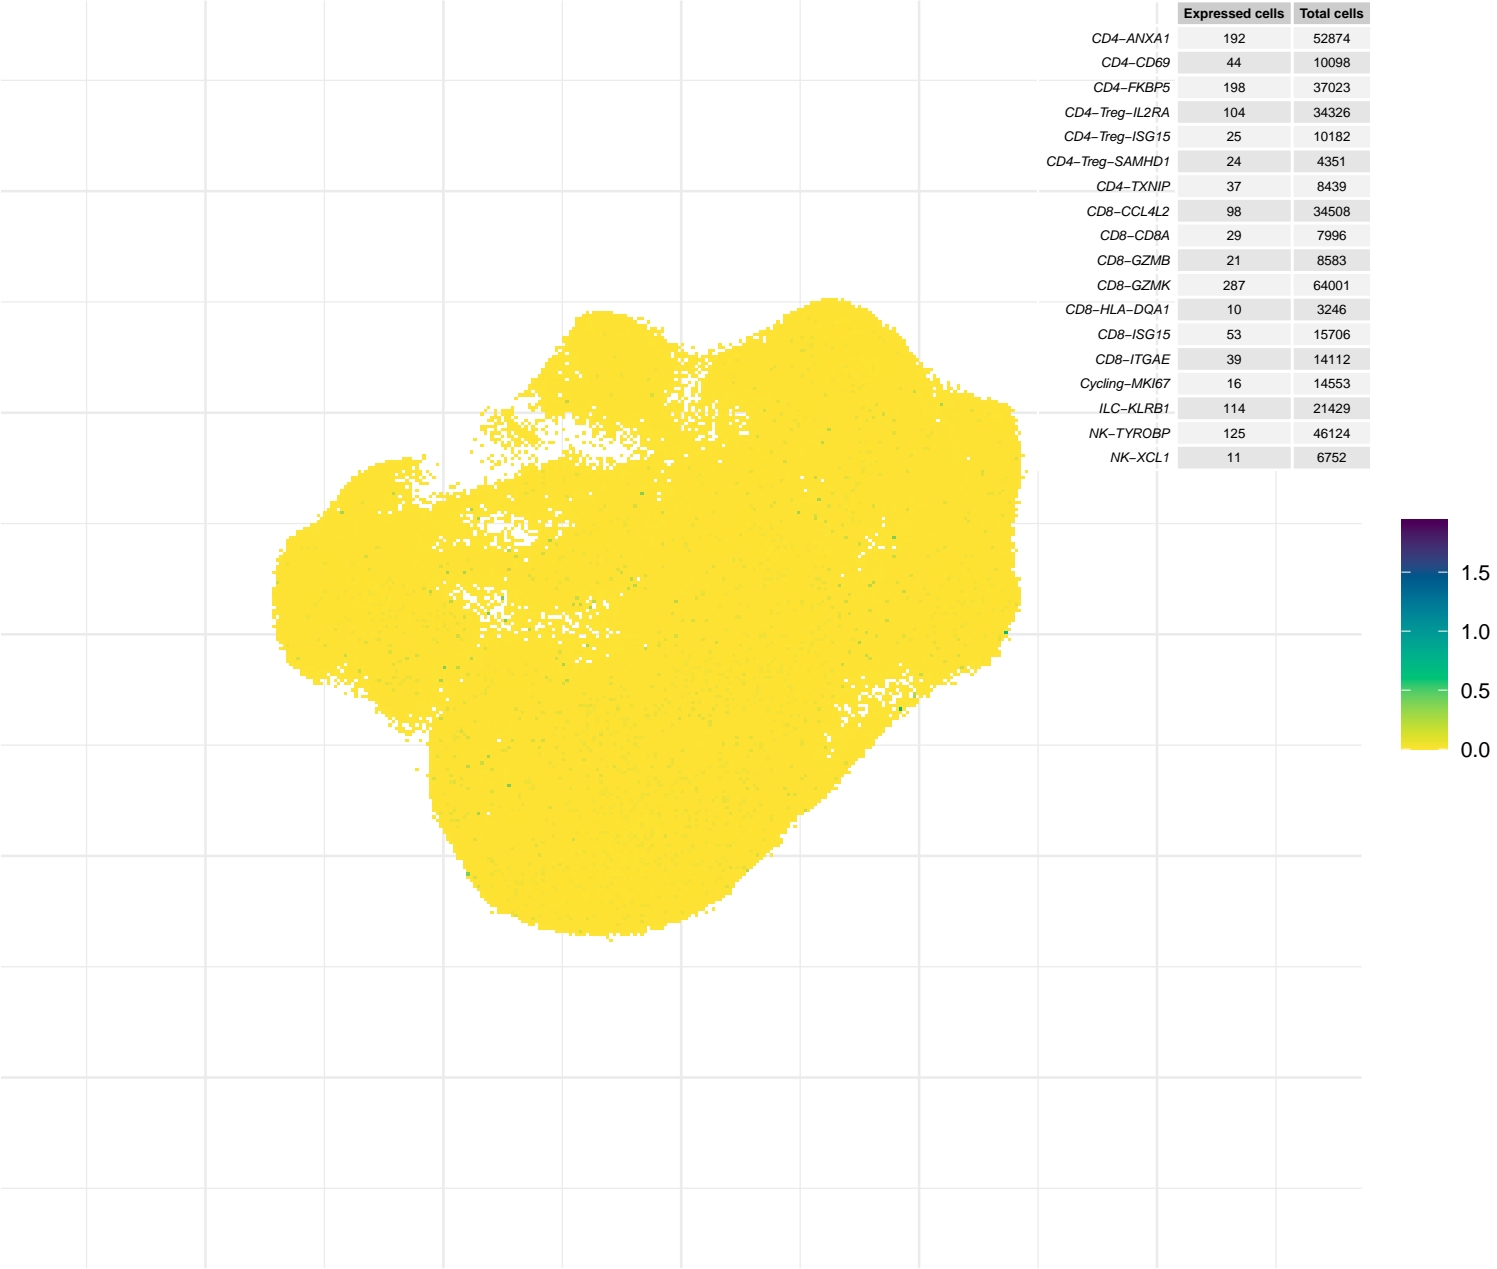 Expressed cells Total cells
CD4−ANXA1 192 52874
CD4−CD69 44 10098
CD4−FKBP5 198 37023
CD4−Treg−IL2RA 104 34326
CD4−Treg−ISG15 25 10182
CD4−Treg−SAMHD1 24 4351
CD4−TXNIP 37 8439
CD8−CCL4L2 98 34508
CD8−CD8A 29 7996
CD8−GZMB 21 8583
CD8−GZMK 287 64001
CD8−HLA−DQA1 10 3246
CD8−ISG15 53 15706
CD8−ITGAE 39 14112
Cycling−MKI67 16 14553
ILC−KLRB1 114 21429
NK−TYROBP 125 46124
NK−XCL1 11 6752
1.5
1.0
0.5
0.0